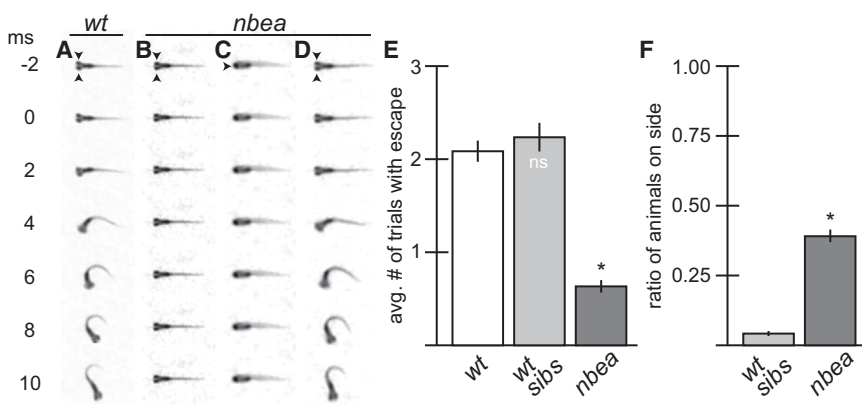 wt nbea
ms
A B C D E F
-2
0
2
4
6
8
10
avg. # of trials with escape
3
2
1
ns
*
wt
wt sibs
nbea
ratio of animals on side
1.00
0.75
0.50
0.25
*
wt sibs
nbea